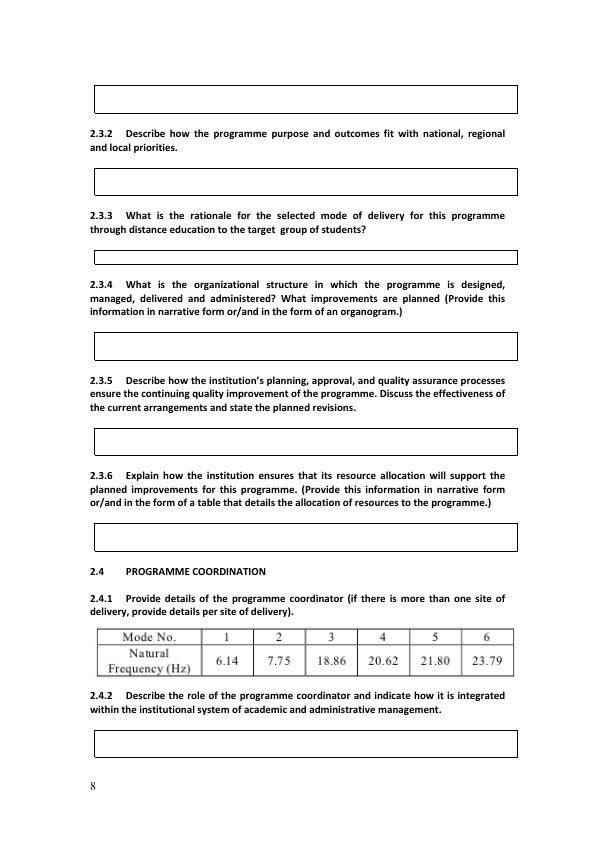 2.3.2 Describe how the programme purpose and outcomes fit with national, regional
and local priorities.
2.3.3 What is the rationale for the selected mode of delivery for this programme
through distance education to the target group of students?
2.3.4 What is the organizational structure in which the programme is designed,
managed, delivered and administered? What improvements are planned (Provide this
information in narrative form or/and in the form of an organogram.)
2.3.5 Describe how the institution’s planning, approval, and quality assurance processes
ensure the continuing quality improvement of the programme. Discuss the effectiveness of
the current arrangements and state the planned revisions.
2.3.6 Explain how the institution ensures that its resource allocation will support the
planned improvements for this programme. (Provide this information in narrative form
or/and in the form of a table that details the allocation of resources to the programme.)
2.4 PROGRAMME COORDINATION
2.4.1 Provide details of the programme coordinator (if there is more than one site of
delivery, provide details per site of delivery).
Mode No. 1 2 3 4 5 6
Natural
Frequency (Hz) 6.14 7.75 18.86 20.62 21.80 23.79
2.4.2 Describe the role of the programme coordinator and indicate how it is integrated
within the institutional system of academic and administrative management.
8